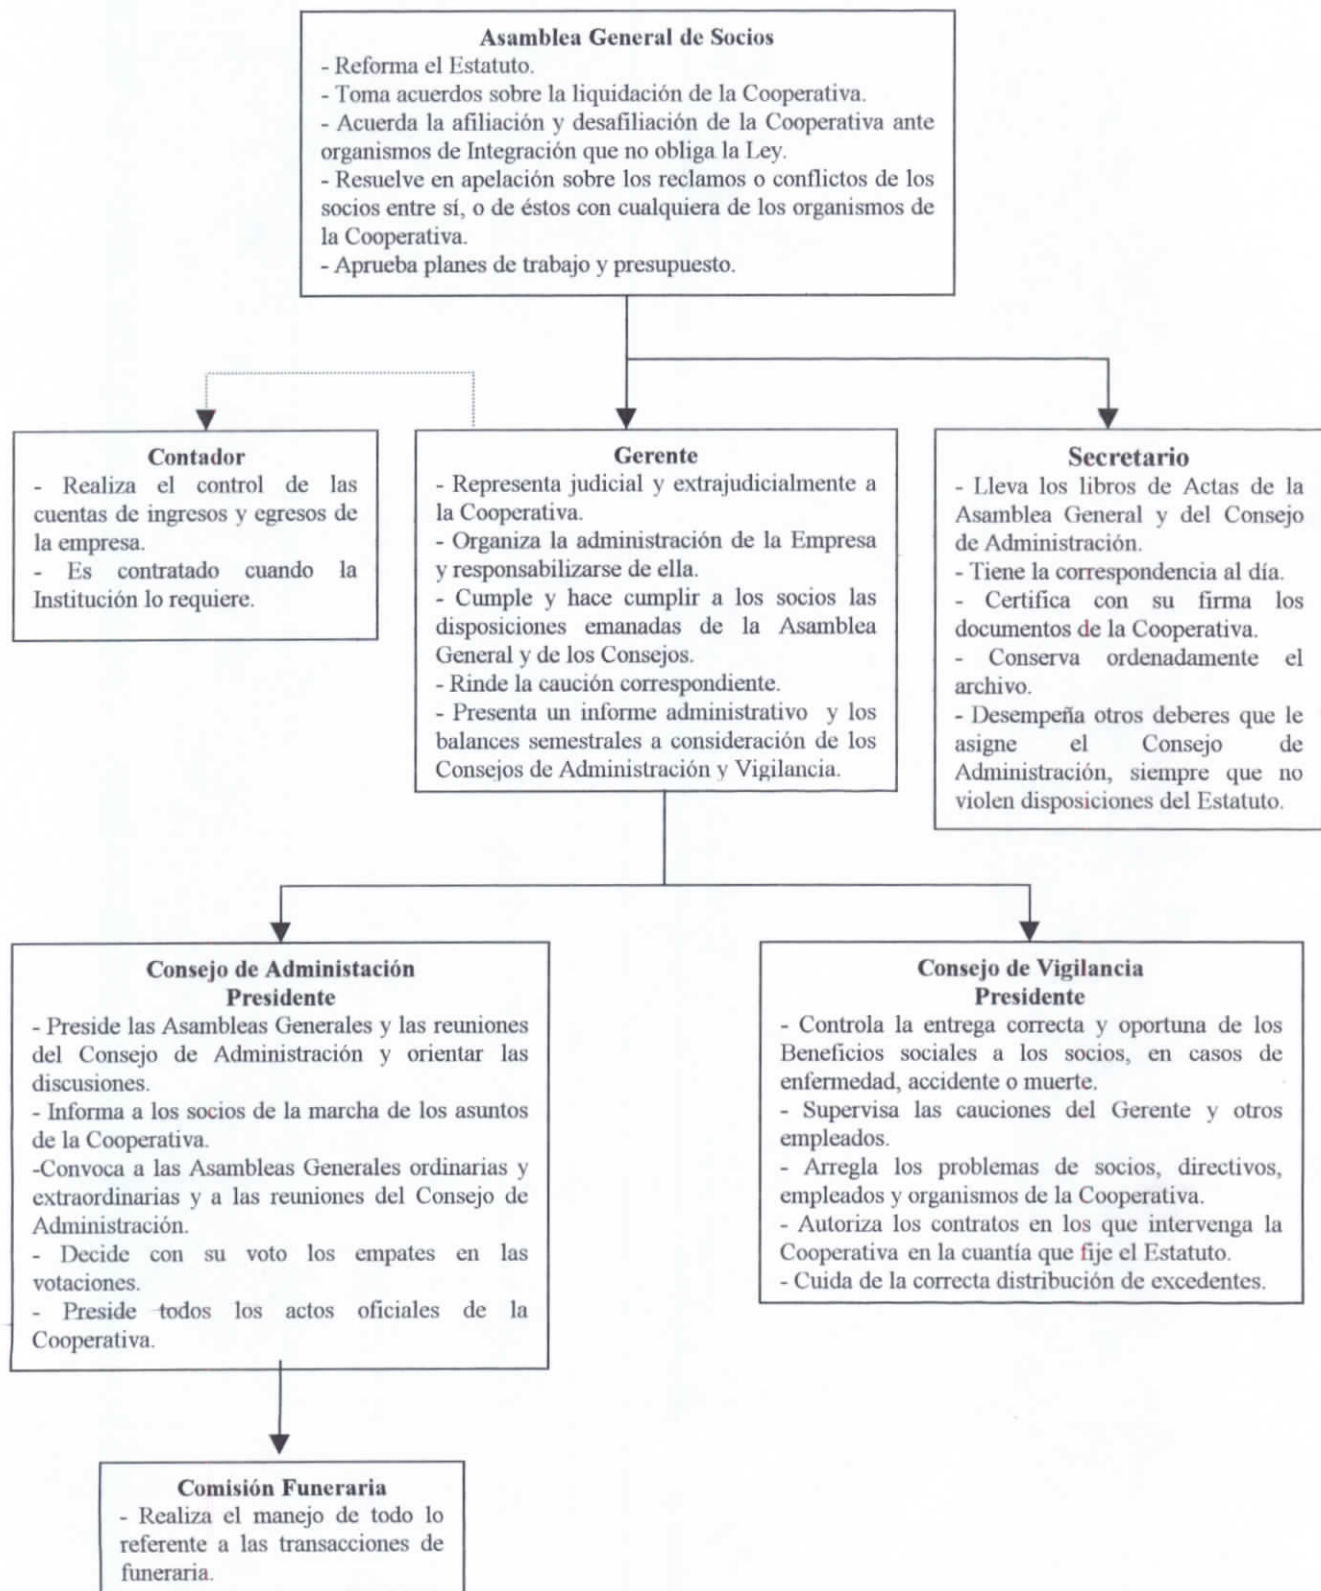 Asamblea General de Socios
- Reforma el Estatuto.
- Toma acuerdos sobre la liquidación de la Cooperativa.
- Acuerda la afiliación y desafiliación de la Cooperativa ante
organismos de Integración que no obliga la Ley.
- Resuelve en apelación sobre los reclamos o conflictos de los
socios entre sí, o de éstos con cualquiera de los organismos de
la Cooperativa.
- Aprueba planes de trabajo y presupuesto.
Contador
- Realiza el control de las
cuentas de ingresos y egresos de
la empresa.
- Es contratado cuando la
Institución lo requiere.
Gerente
- Representa judicial y extrajudicialmente a
la Cooperativa.
- Organiza la administración de la Empresa
y responsabilizarse de ella.
- Cumple y hace cumplir a los socios las
disposiciones emanadas de la Asamblea
General y de los Consejos.
- Rinde la caución correspondiente.
- Presenta un informe administrativo y los
balances semestrales a consideración de los
Consejos de Administración y Vigilancia.
Secretario
- Lleva los libros de Actas de la
Asamblea General y del Consejo
de Administración.
- Tiene la correspondencia al día.
- Certifica con su firma los
documentos de la Cooperativa.
- Conserva ordenadamente el
archivo.
- Desempeña otros deberes que le
asigne el Consejo de
Administración, siempre que no
violen disposiciones del Estatuto.
Consejo de Administación
Presidente
- Preside las Asambleas Generales y las reuniones
del Consejo de Administración y orientar las
discusiones.
- Informa a los socios de la marcha de los asuntos
de la Cooperativa.
-Convoca a las Asambleas Generales ordinarias y
extraordinarias y a las reuniones del Consejo de
Administración.
- Decide con su voto los empates en las
votaciones.
- Preside todos los actos oficiales de la
Cooperativa.
Consejo de Vigilancia
Presidente
- Controla la entrega correcta y oportuna de los
Beneficios sociales a los socios, en casos de
enfermedad, accidente o muerte.
- Supervisa las cauciones del Gerente y otros
empleados.
- Arregla los problemas de socios, directivos,
empleados y organismos de la Cooperativa.
- Autoriza los contratos en los que intervenga la
Cooperativa en la cuantía que fije el Estatuto.
- Cuida de la correcta distribución de excedentes.
Comisión Funeraria
- Realiza el manejo de todo lo
referente a las transacciones de
funeraria.